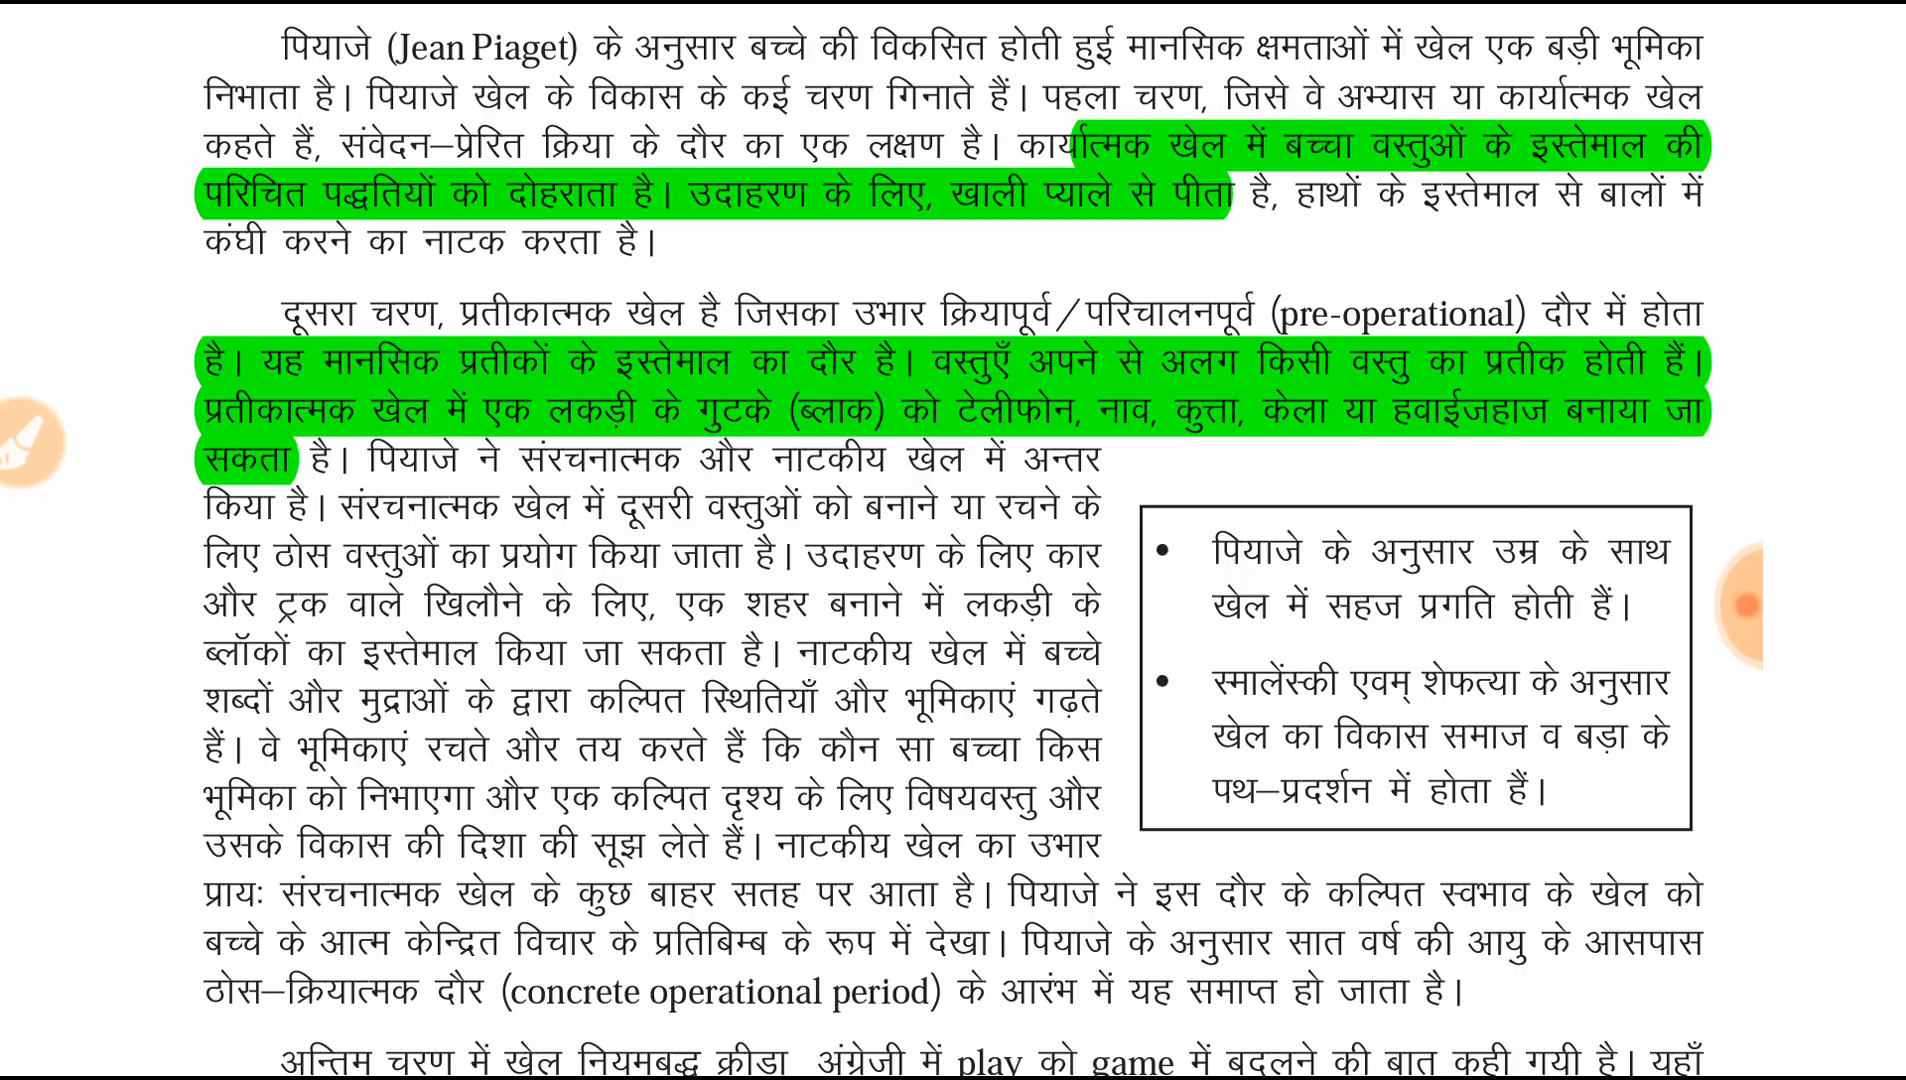 पियाजे (Jean Piaget) के अनुसार बच्चे की विकसित होती हुई मानसिक क्षमताओं में खेल एक बड़ी भूमिका
निभाता है। पियाजे खेल के विकास के कई चरण गिनाते हैं। पहला चरण, जिसे वे अभ्यास या कार्यात्मक खेल
कहते हैं, संवेदन–प्रेरित क्रिया के दौर का एक लक्षण है। कार्यात्मक खेल में बच्चा वस्तुओं के इस्तेमाल की
परिचित पद्धतियों को दोहराता है। उदाहरण के लिए, खाली प्याले से पीता है, हाथों के इस्तेमाल से बालों में
कंघी करने का नाटक करता है।
दूसरा चरण, प्रतीकात्मक खेल है जिसका उभार क्रियापूर्व/परिचालनपूर्व (pre-operational) दौर में होता
है। यह मानसिक प्रतीकों के इस्तेमाल का दौर है। वस्तुएँ अपने से अलग किसी वस्तु का प्रतीक होती हैं।
प्रतीकात्मक खेल में एक लकड़ी के गुटके (ब्लाक) को टेलीफोन, नाव, कुत्ता, केला या हवाईजहाज बनाया जा
सकता है। पियाजे ने संरचनात्मक और नाटकीय खेल में अन्तर
किया है। संरचनात्मक खेल में दूसरी वस्तुओं को बनाने या रचने के
लिए ठोस वस्तुओं का प्रयोग किया जाता है। उदाहरण के लिए कार
और ट्रक वाले खिलौने के लिए, एक शहर बनाने में लकड़ी के
ब्लॉकों का इस्तेमाल किया जा सकता है। नाटकीय खेल में बच्चे
शब्दों और मुद्राओं के द्वारा कल्पित स्थितियाँ और भूमिकाएं गढ़ते
हैं। वे भूमिकाएं रचते और तय करते हैं कि कौन सा बच्चा किस
भूमिका को निभाएगा और एक कल्पित दृश्य के लिए विषयवस्तु और
उसके विकास की दिशा की सूझ लेते हैं। नाटकीय खेल का उभार
प्रायः संरचनात्मक खेल के कुछ बाहर सतह पर आता है। पियाजे ने इस दौर के कल्पित स्वभाव के खेल को
बच्चे के आत्म केन्द्रित विचार के प्रतिबिम्ब के रूप में देखा। पियाजे के अनुसार सात वर्ष की आयु के आसपास
ठोस–क्रियात्मक दौर (concrete operational period) के आरंभ में यह समाप्त हो जाता है।
• पियाजे के अनुसार उम्र के साथ
खेल में सहज प्रगति होती हैं।
• स्मालेंस्की एवम् शेफत्या के अनुसार
खेल का विकास समाज व बड़ा के
पथ–प्रदर्शन में होता हैं।
अन्तिम चरण में खेल नियमबद्ध क्रीडा अंग्रेजी में play को game में बदलने की बात कही गयी है। यहाँ